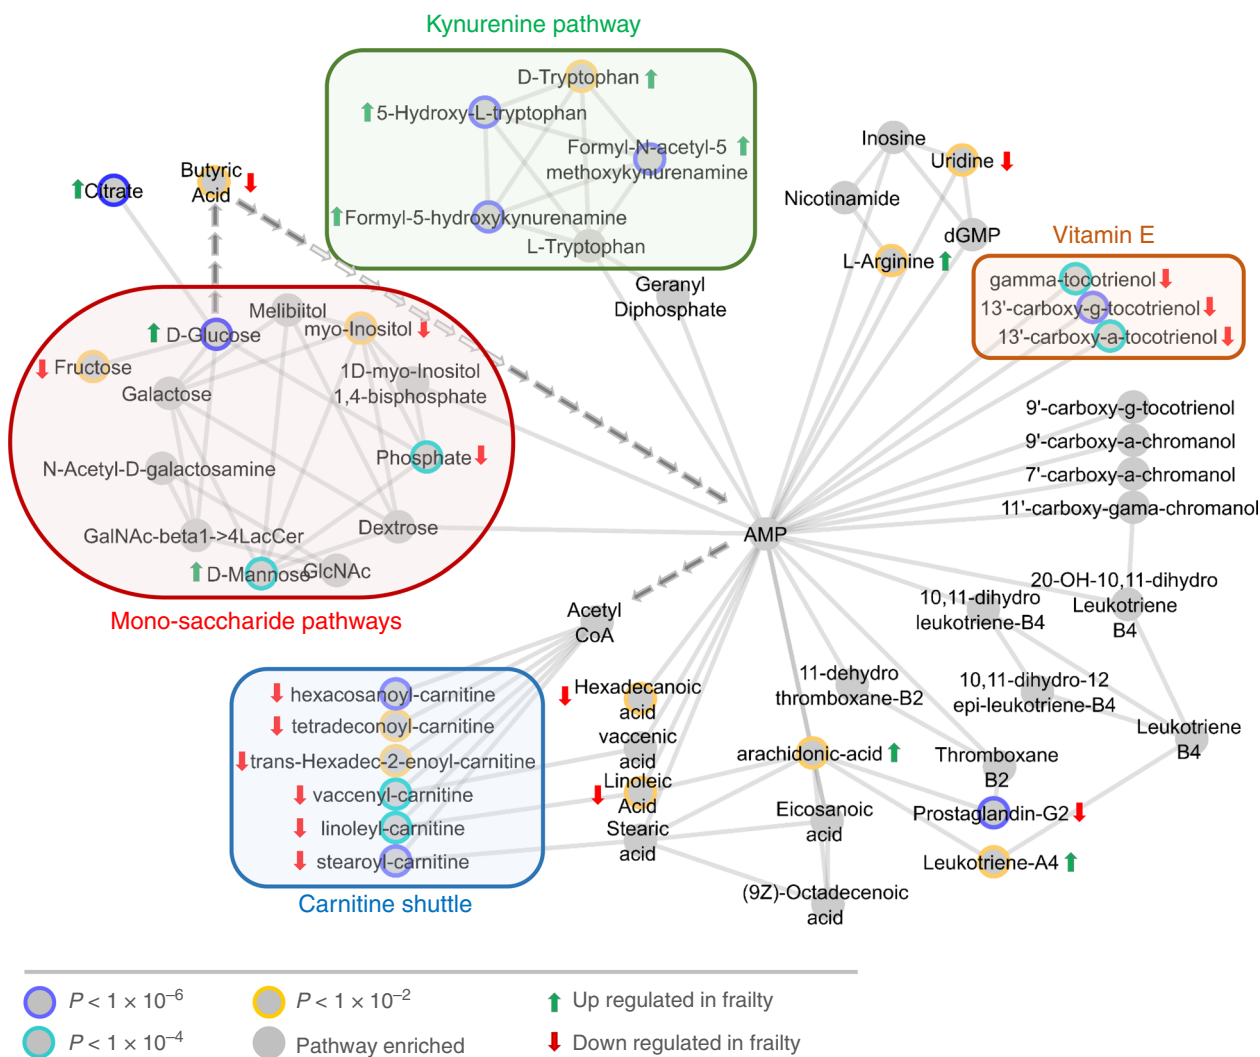 Kynurenine pathway
D-Tryptophan
5-Hydroxy-L-tryptophan
Formyl-N-acetyl-5
methoxykynurenamine
Formyl-5-hydroxykynurenamine
L-Tryptophan
Citrate
Butyric
Acid
Geranyl
Diphosphate
Inosine
Uridine
Nicotinamide
dGMP
L-Arginine
Vitamin E
gamma-tocotrienol
13'-carboxy-g-tocotrienol
13'-carboxy-a-tocotrienol
Melibiitol
D-Glucose
myo-Inositol
Fructose
Galactose
1D-myo-Inositol
1,4-bisphosphate
Phosphate
N-Acetyl-D-galactosamine
Dextrose
GalNAc-beta1->4LacCer
D-Mannose
GlcNAc
Mono-saccharide pathways
9'-carboxy-g-tocotrienol
9'-carboxy-a-chromanol
7'-carboxy-a-chromanol
11'-carboxy-gama-chromanol
AMP
Acetyl
CoA
10,11-dihydro
leukotriene-B4
20-OH-10,11-dihydro
Leukotriene
B4
11-dehydro
thromboxane-B2
10,11-dihydro-12
epi-leukotriene-B4
Leukotriene
B4
hexacosanoyl-carnitine
tetradeconoyl-carnitine
trans-Hexadec-2-enoyl-carnitine
vaccenyl-carnitine
linoleyl-carnitine
stearoyl-carnitine
Carnitine shuttle
Hexadecanoic
acid
vaccenic
acid
Linoleic
Acid
Stearic
acid
arachidonic-acid
Thromboxane
B2
Eicosanoic
acid
Prostaglandin-G2
Leukotriene-A4
(9Z)-Octadecenoic
acid
P < 1 × 10⁻⁶
P < 1 × 10⁻²
Up regulated in frailty
P < 1 × 10⁻⁴
Pathway enriched
Down regulated in frailty